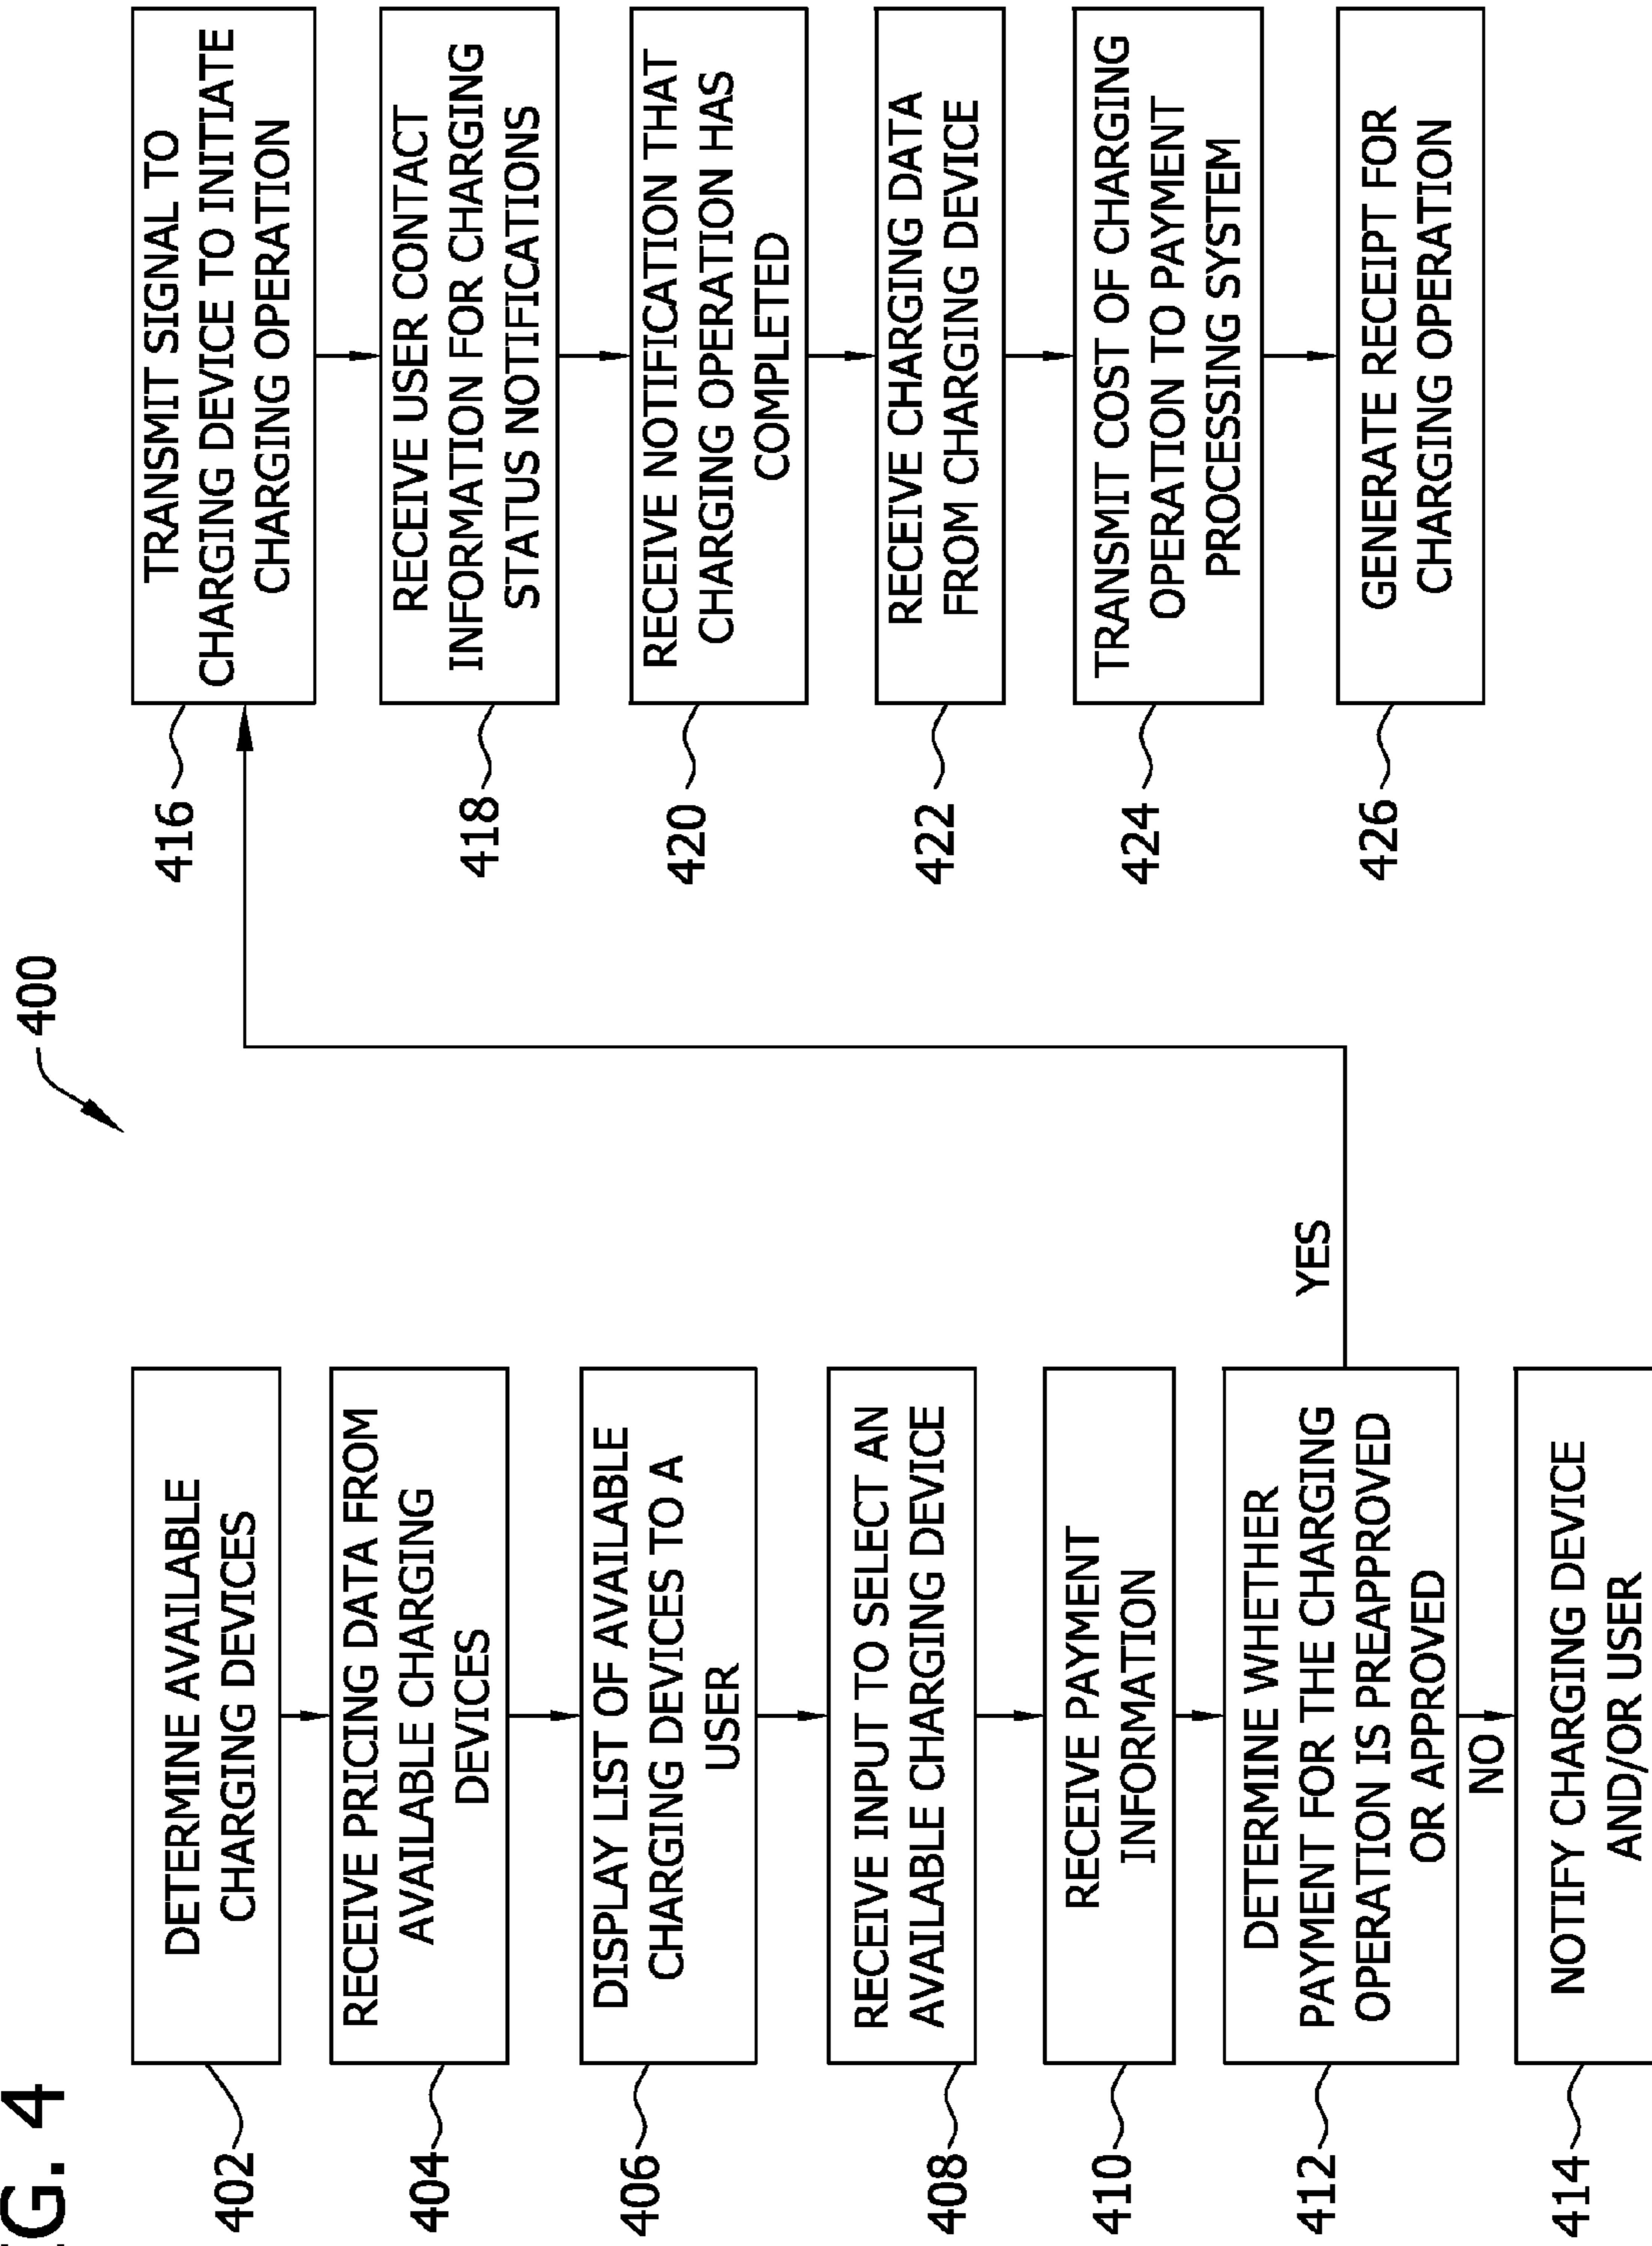 G. 4
400
402
DETERMINE AVAILABLE
CHARGING DEVICES
404
RECEIVE PRICING DATA FROM
AVAILABLE CHARGING
DEVICES
406
DISPLAY LIST OF AVAILABLE
CHARGING DEVICES TO A
USER
408
RECEIVE INPUT TO SELECT AN
AVAILABLE CHARGING DEVICE
410
RECEIVE PAYMENT
INFORMATION
412
DETERMINE WHETHER
PAYMENT FOR THE CHARGING
OPERATION IS PREAPPROVED
OR APPROVED
YES
NO
414
NOTIFY CHARGING DEVICE
AND/OR USER
416
TRANSMIT SIGNAL TO
CHARGING DEVICE TO INITIATE
CHARGING OPERATION
418
RECEIVE USER CONTACT
INFORMATION FOR CHARGING
STATUS NOTIFICATIONS
420
RECEIVE NOTIFICATION THAT
CHARGING OPERATION HAS
COMPLETED
422
RECEIVE CHARGING DATA
FROM CHARGING DEVICE
424
TRANSMIT COST OF CHARGING
OPERATION TO PAYMENT
PROCESSING SYSTEM
426
GENERATE RECEIPT FOR
CHARGING OPERATION